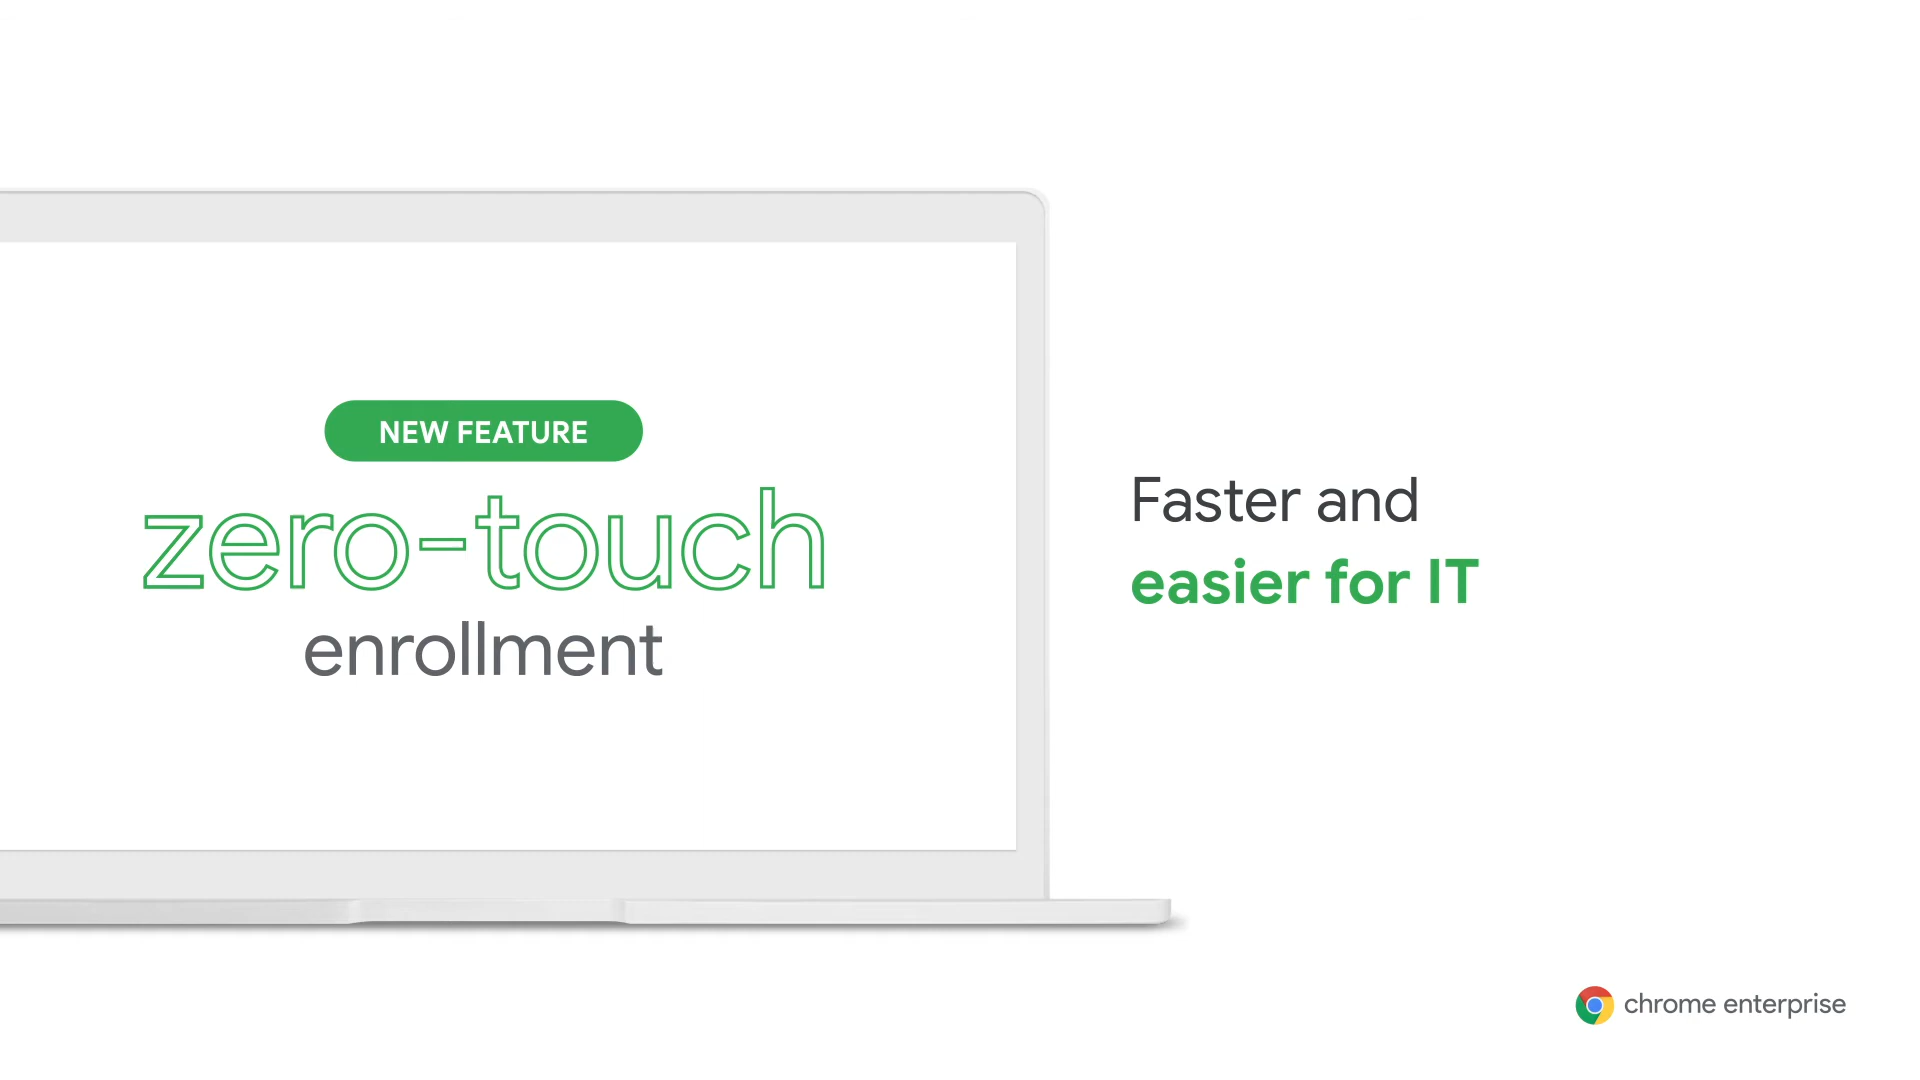 NEW FEATURE
zero-touch
enrollment
Faster and
easier for IT
chrome enterprise